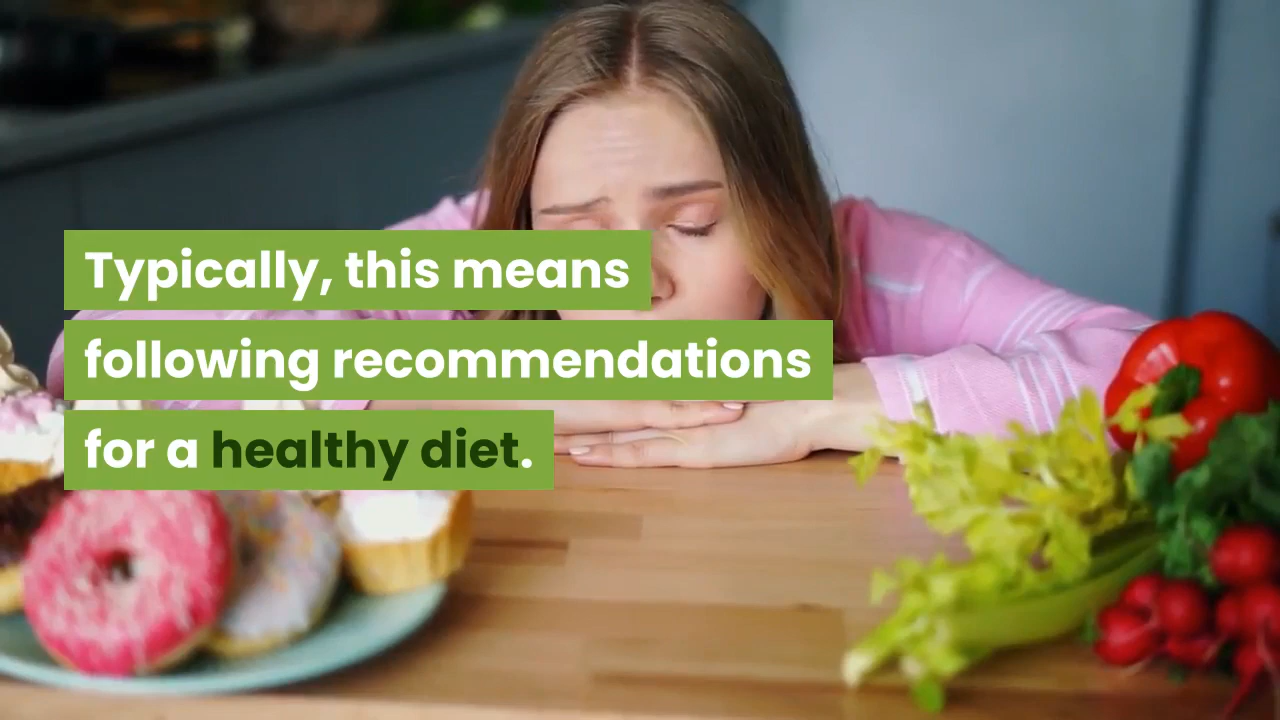 Typically, this means
following recommendations
for a healthy diet.